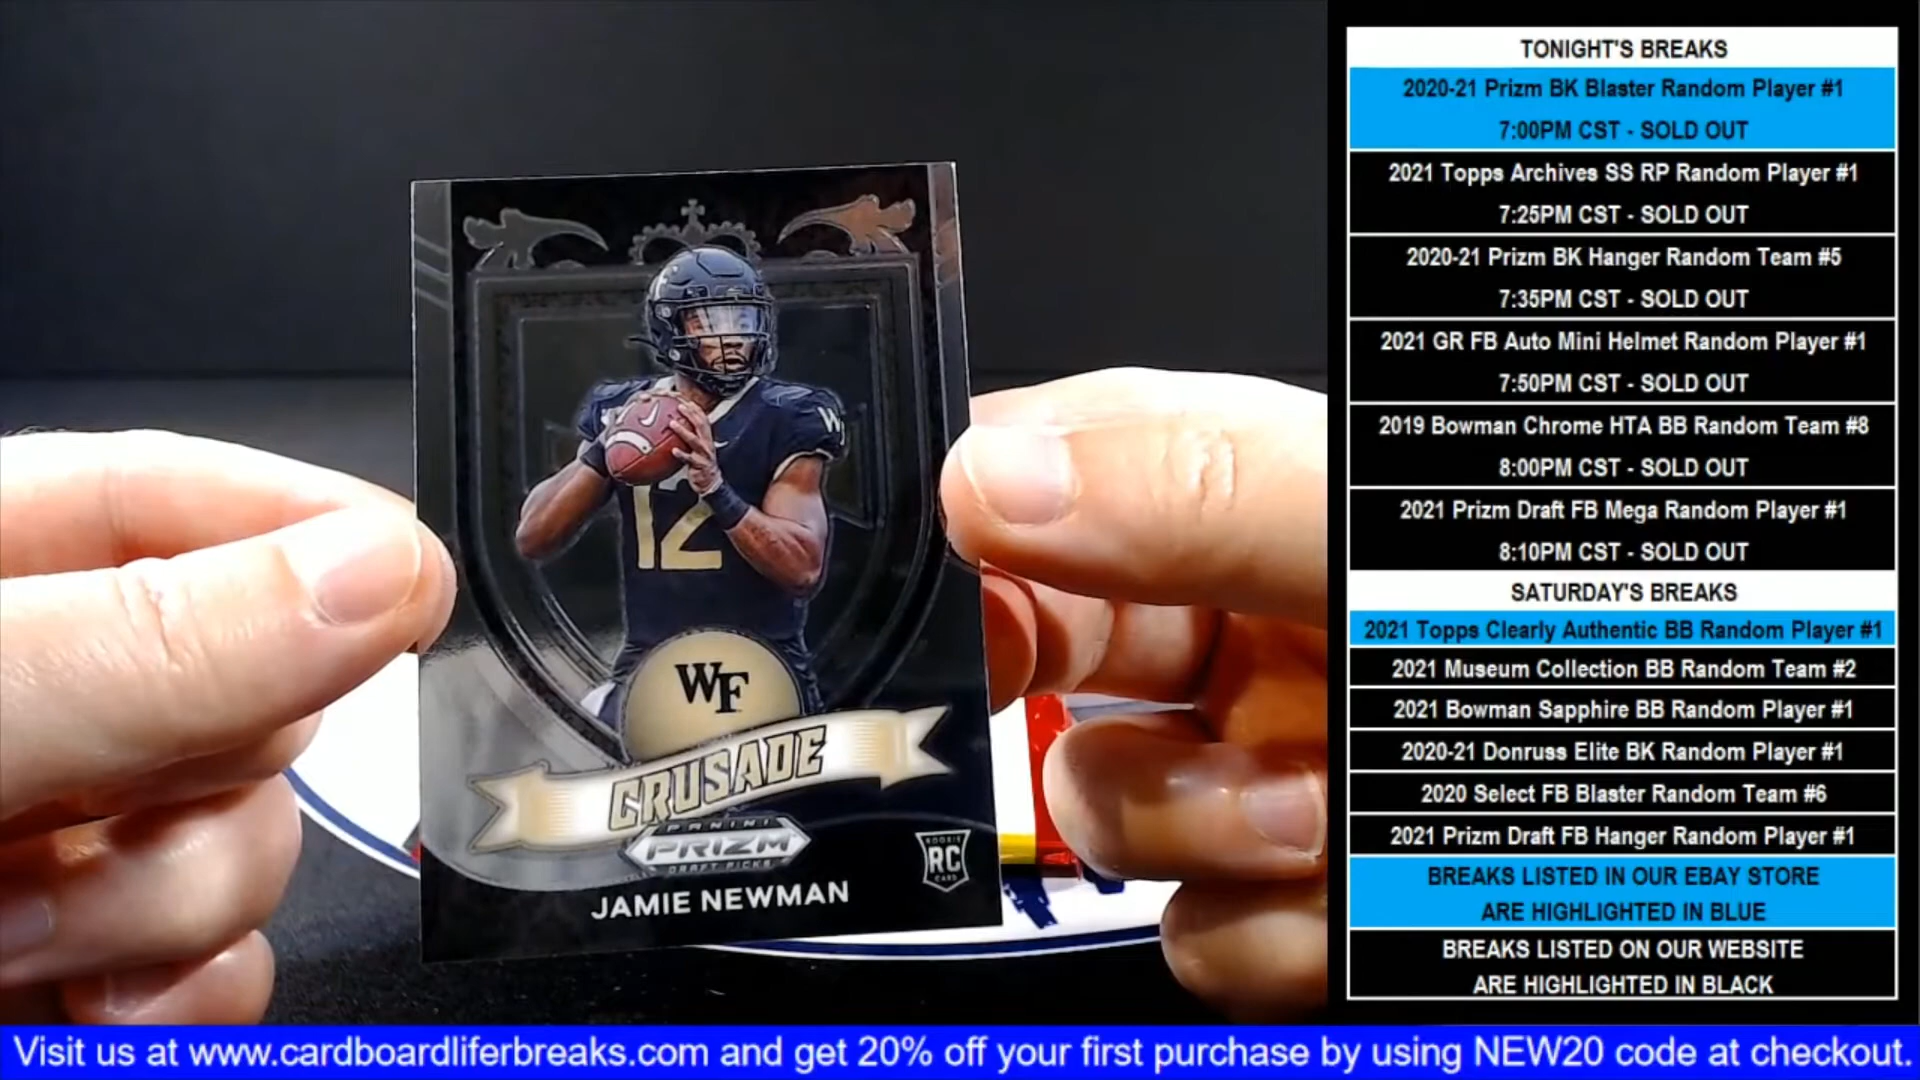 TONIGHT'S BREAKS
2020-21 Prizm BK Blaster Random Player #1
7:00PM CST - SOLD OUT
2021 Topps Archives SS RP Random Player #1
7:25PM CST - SOLD OUT
2020-21 Prizm BK Hanger Random Team #5
7:35PM CST - SOLD OUT
2021 GR FB Auto Mini Helmet Random Player #1
7:50PM CST - SOLD OUT
2019 Bowman Chrome HTA BB Random Team #8
8:00PM CST - SOLD OUT
2021 Prizm Draft FB Mega Random Player #1
8:10PM CST - SOLD OUT
SATURDAY'S BREAKS
2021 Topps Clearly Authentic BB Random Player #1
2021 Museum Collection BB Random Team #2
2021 Bowman Sapphire BB Random Player #1
2020-21 Donruss Elite BK Random Player #1
2020 Select FB Blaster Random Team #6
2021 Prizm Draft FB Hanger Random Player #1
BREAKS LISTED IN OUR EBAY STORE
ARE HIGHLIGHTED IN BLUE
BREAKS LISTED ON OUR WEBSITE
ARE HIGHLIGHTED IN BLACK
WF
12
WF
CRUSADE
PANINI
PRIZM
DRAFT PICKS
ROOKIE
RC
CARD
JAMIE NEWMAN
Visit us at www.cardboardliferbreaks.com and get 20% off your first purchase by using NEW20 code at checkout.